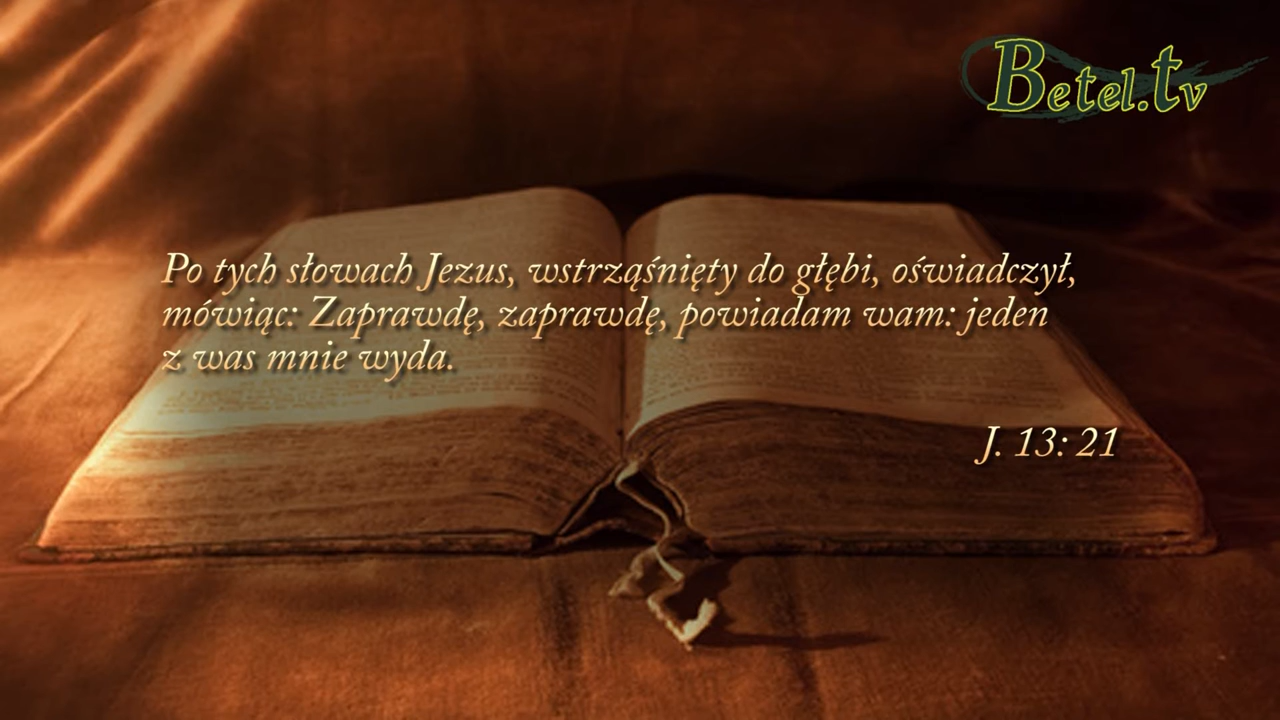 Betel.tv
Po tych słowach Jezus, wstrząśnięty do głębi, oświadczył,
mówiąc: Zaprawdę, zaprawdę, powiadam wam: jeden
z was mnie wyda.
J. 13: 21